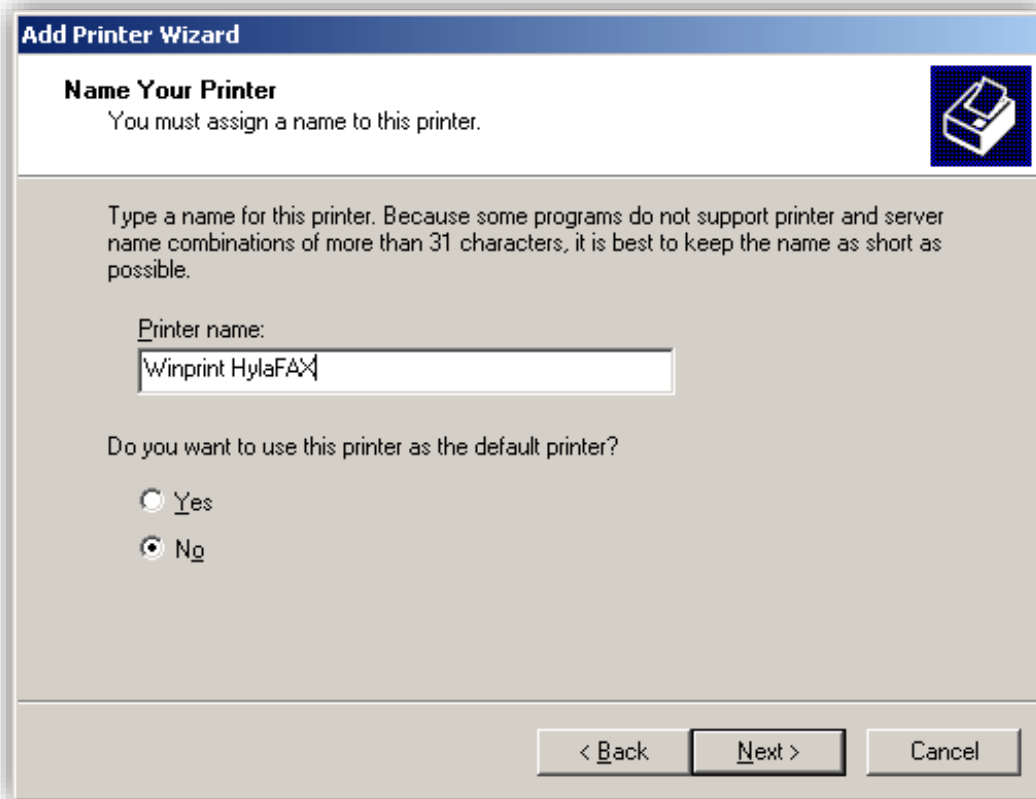 Add Printer Wizard
Name Your Printer
You must assign a name to this printer.
Type a name for this printer. Because some programs do not support printer and server
name combinations of more than 31 characters, it is best to keep the name as short as
possible.
Printer name:
Winprint HylaFAX
Do you want to use this printer as the default printer?
Yes
No
< Back Next > Cancel